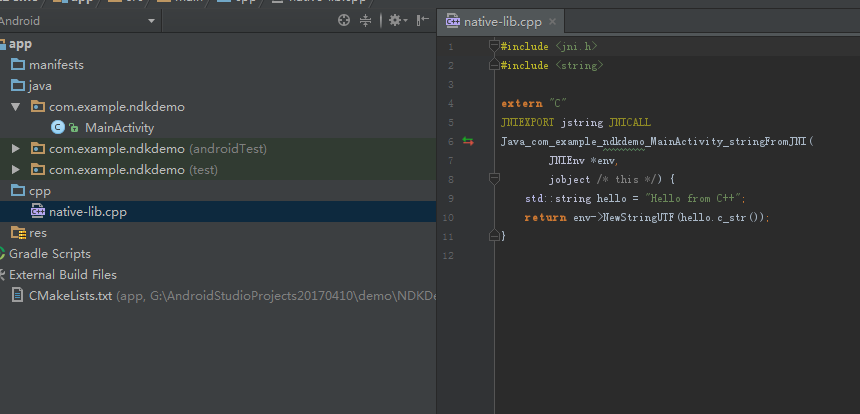 Android
app
manifests
java
com.example.ndkdemo
MainActivity
com.example.ndkdemo (androidTest)
com.example.ndkdemo (test)
cpp
native-lib.cpp
res
Gradle Scripts
External Build Files
CMakeLists.txt (app, G:\AndroidStudioProjects20170410\demo\NDKDe
native-lib.cpp
1 #include <jni.h>
2 #include <string>
3
4 extern "C"
5 JNIEXPORT jstring JNICALL
6 Java_com_example_ndkdemo_MainActivity_stringFromJNI(
7 JNIEnv *env,
8 jobject /* this */) {
9 std::string hello = "Hello from C++";
10 return env->NewStringUTF(hello.c_str());
11 }
12